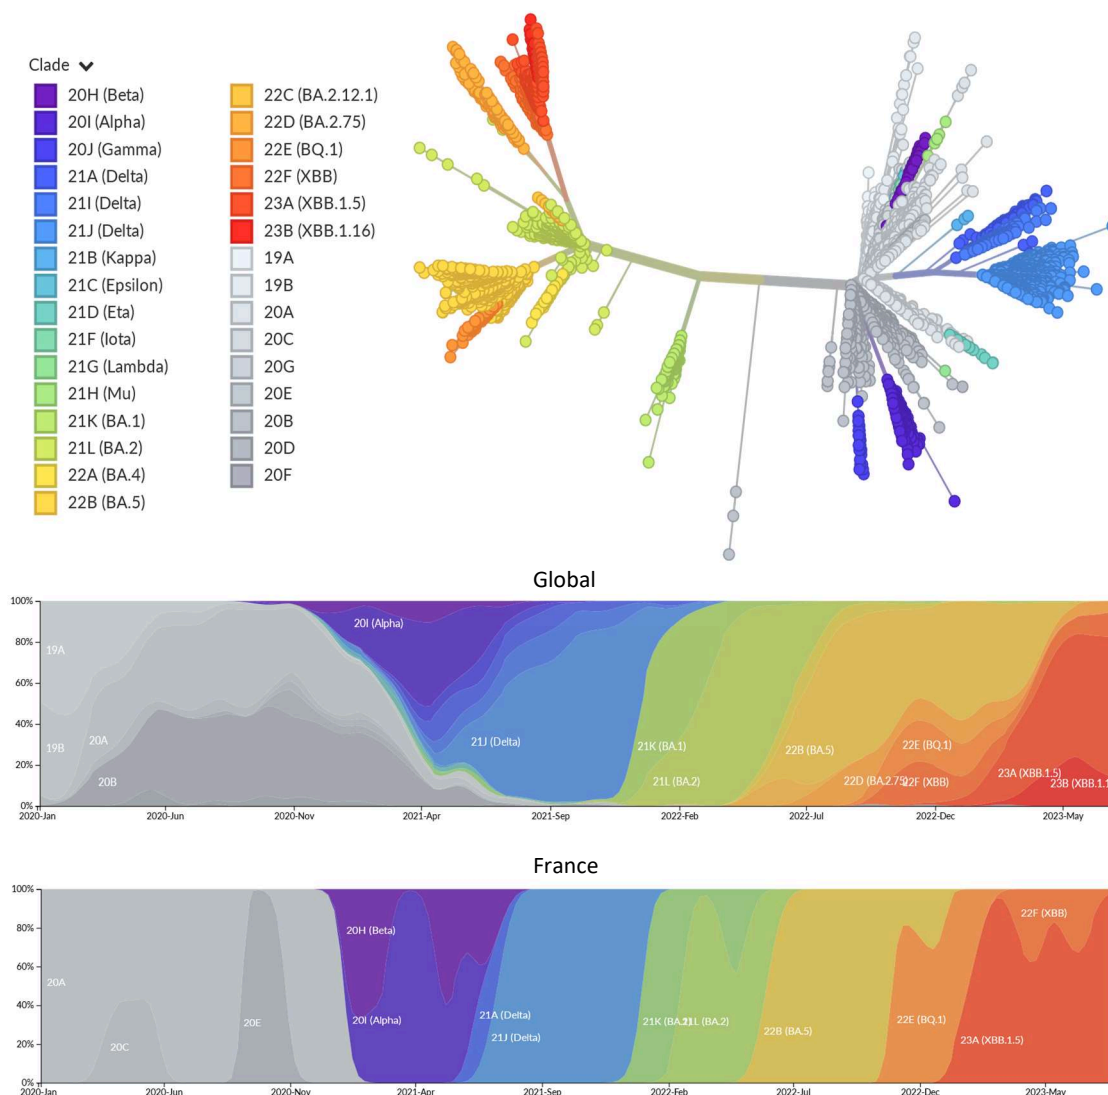 Clade
20H (Beta)
20I (Alpha)
20J (Gamma)
21A (Delta)
21I (Delta)
21J (Delta)
21B (Kappa)
21C (Epsilon)
21D (Eta)
21F (Iota)
21G (Lambda)
21H (Mu)
21K (BA.1)
21L (BA.2)
22A (BA.4)
22B (BA.5)
22C (BA.2.12.1)
22D (BA.2.75)
22E (BQ.1)
22F (XBB)
23A (XBB.1.5)
23B (XBB.1.16)
19A
19B
20A
20C
20G
20E
20B
20D
20F
Global
100%
80%
60%
40%
20%
0%
19A
19B
20A
20B
20I (Alpha)
21J (Delta)
21K (BA.1)
21L (BA.2)
22B (BA.5)
22D (BA.2.75)
22E (BQ.1)
22F (XBB)
23A (XBB.1.5)
23B (XBB.1.1
2020-Jan 2020-Jun 2020-Nov 2021-Apr 2021-Sep 2022-Feb 2022-Jul 2022-Dec 2023-May
France
100%
80%
60%
40%
20%
0%
20A
20C
20E
20H (Beta)
20I (Alpha)
21A (Delta)
21J (Delta)
21K (BA.1)
21L (BA.2)
22B (BA.5)
22E (BQ.1)
22F (XBB)
23A (XBB.1.5)
2020-Jan 2020-Jun 2020-Nov 2021-Apr 2021-Sep 2022-Feb 2022-Jul 2022-Dec 2023-May